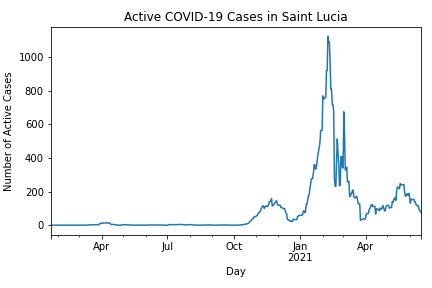 Active COVID-19 Cases in Saint Lucia
Number of Active Cases
1000
800
600
400
200
0
Apr
Jul
Oct
Jan
2021
Apr
Day